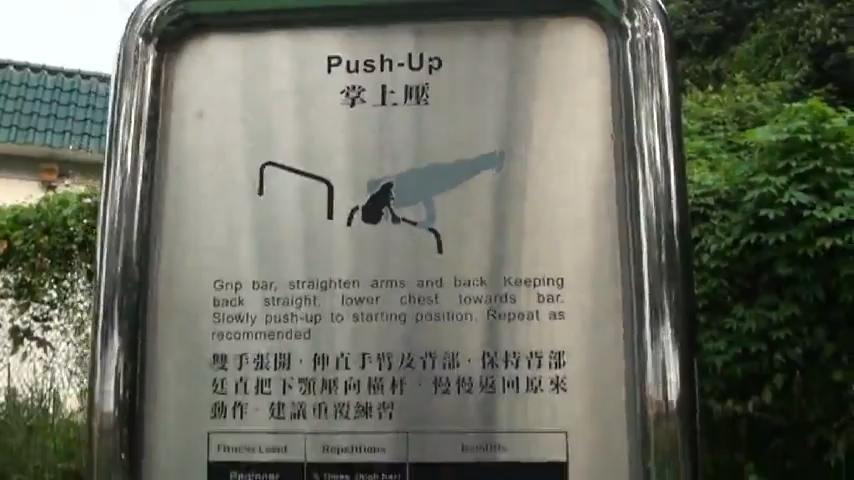 Push-Up
掌上壓
Grip bar, straighten arms and back. Keeping
back straight, lower chest towards bar.
Slowly push-up to starting position. Repeat as
recommended.
雙手張開，伸直手臂及背部，保持背部
廷直把下顎壓向橫杆，慢慢返回原來
動作，建議重覆練習
Fitness Level Repetitions Benefits
Beginner